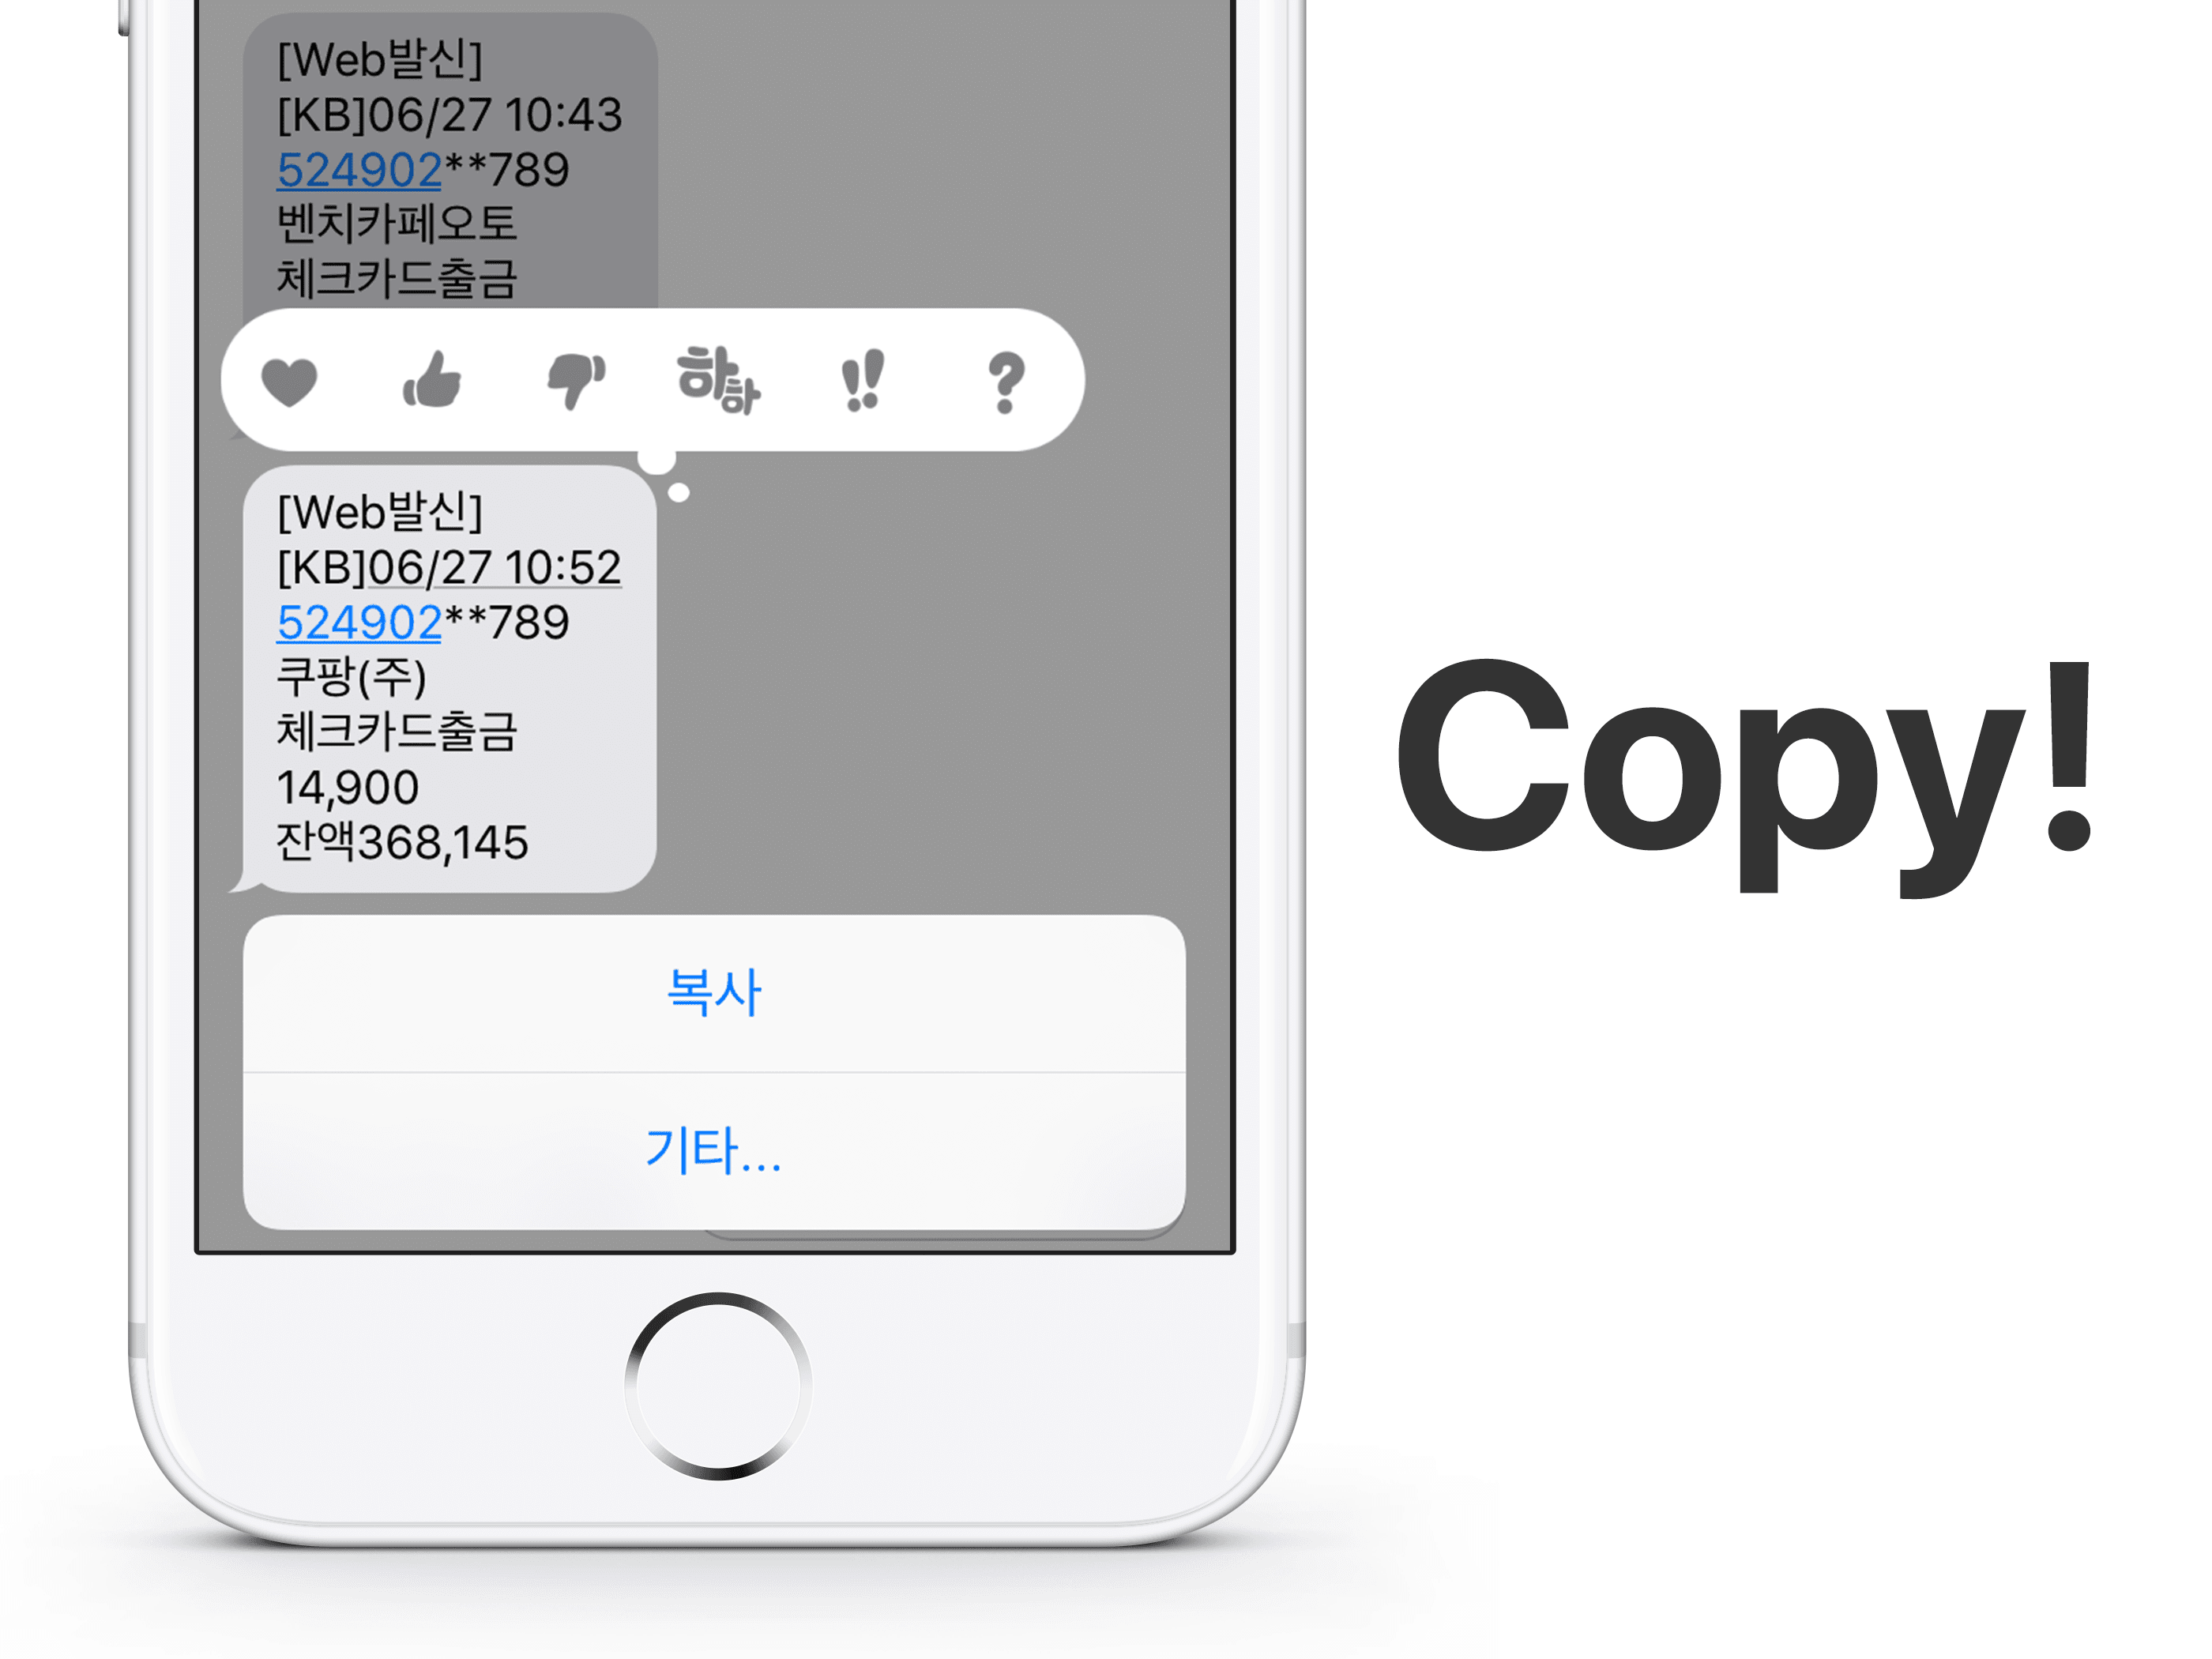 [Web발신]
[KB]06/27 10:43
524902**789
벤치카페오토
체크카드출금
하하
!!
?
[Web발신]
[KB]06/27 10:52
524902**789
쿠팡(주)
체크카드출금
14,900
잔액368,145
복사
기타...
Copy!